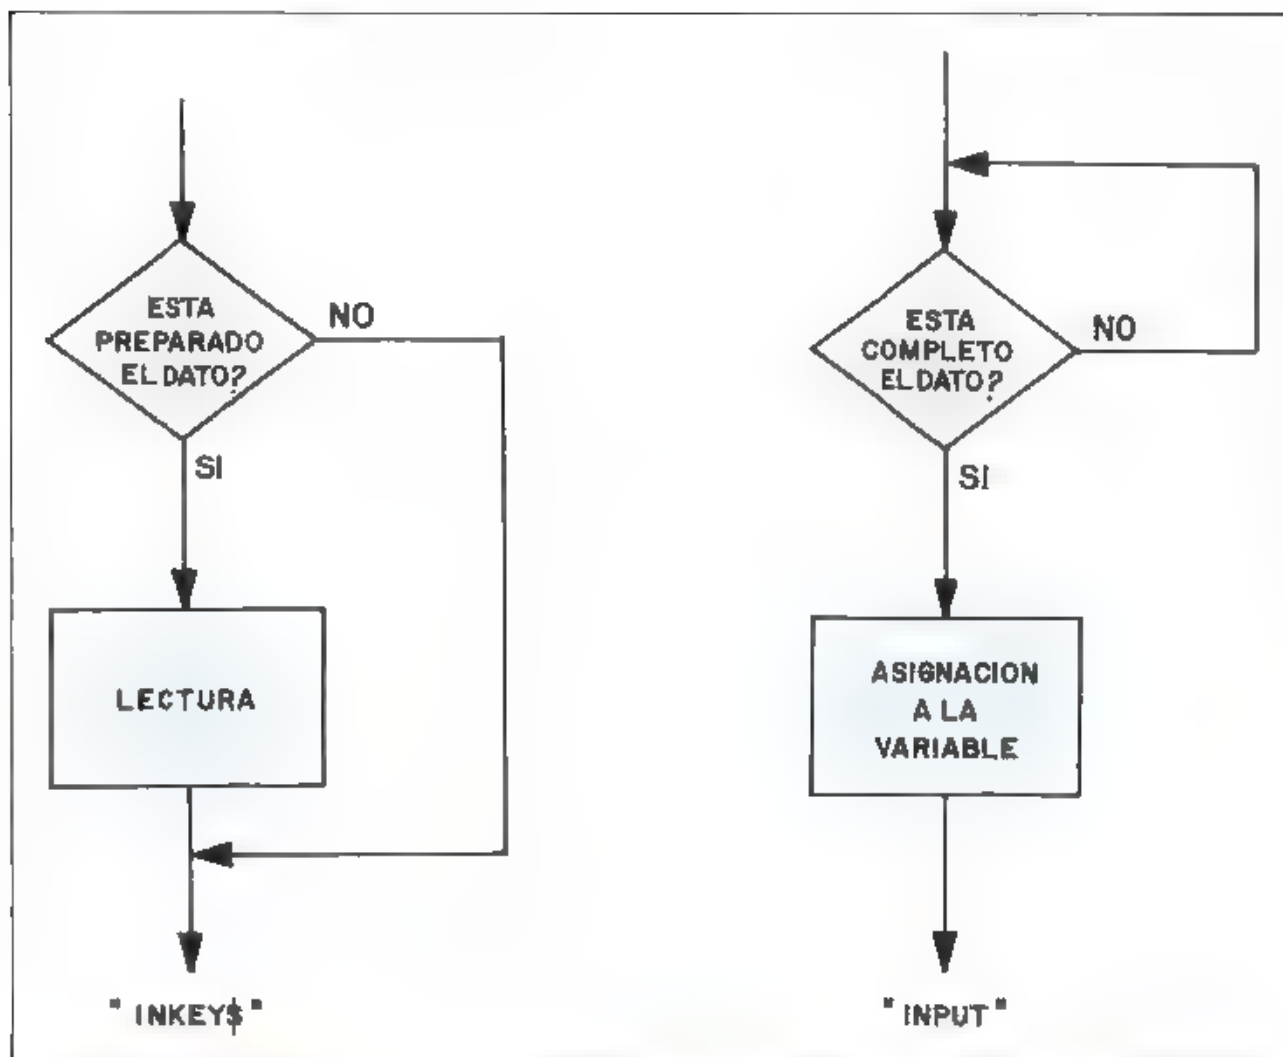 ESTA
PREPARADO
EL DATO?
NO
SI
LECTURA
" INKEY$ "
ESTA
COMPLETO
EL DATO?
NO
SI
ASIGNACION
A LA
VARIABLE
" INPUT "